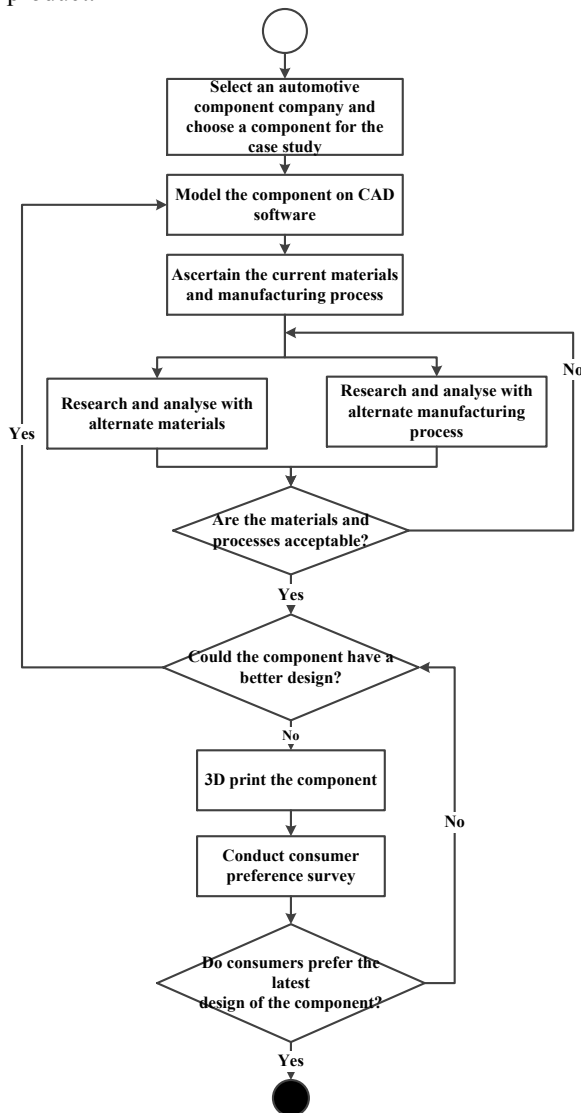 Select an automotive
component company and
choose a component for the
case study
Model the component on CAD
software
Ascertain the current materials
and manufacturing process
No
Research and analyse with
alternate materials
Research and analyse with
alternate manufacturing
process
Yes
Are the materials and
processes acceptable?
Yes
Could the component have a
better design?
No
3D print the component
No
Conduct consumer
preference survey
Do consumers prefer the
latest
design of the component?
Yes